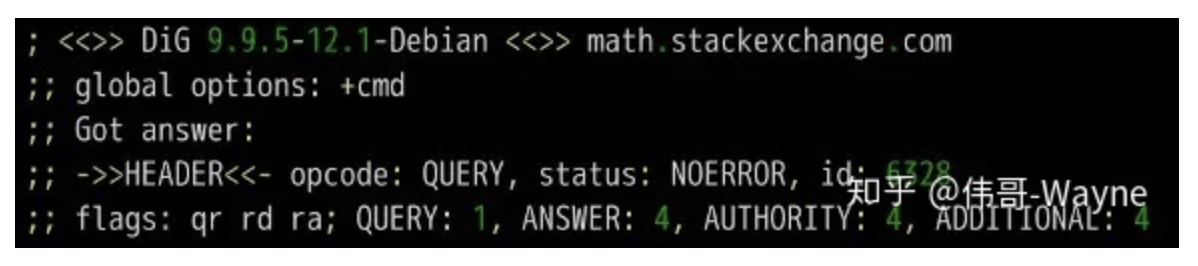 ; <<>> DiG 9.9.5-12.1-Debian <<>> math.stackexchange.com
;; global options: +cmd
;; Got answer:
;; ->>HEADER<<- opcode: QUERY, status: NOERROR, id: 6328
;; flags: qr rd ra; QUERY: 1, ANSWER: 4, AUTHORITY: 4, ADDITIONAL: 4
知乎 @伟哥-Wayne